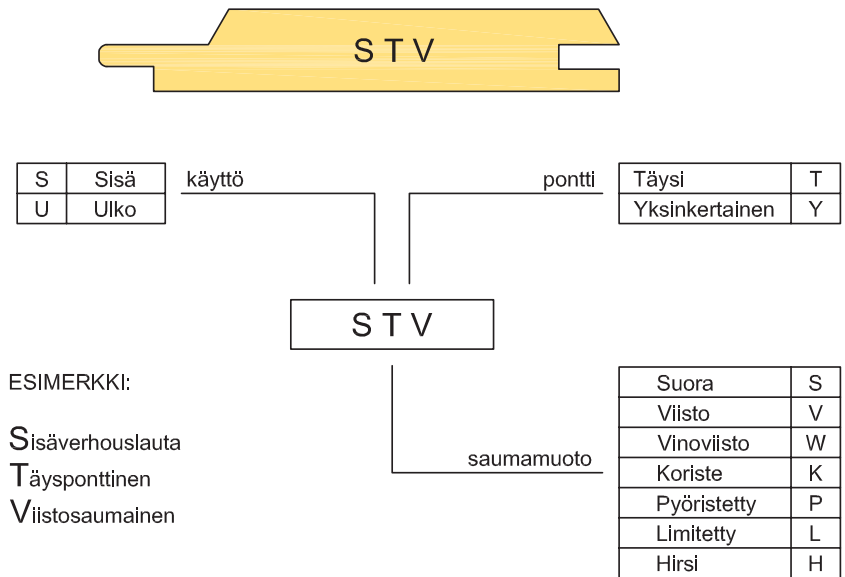 S T V
S Sisä käyttö pontti Täysi T
U Ulko Yksinkertainen Y
S T V
ESIMERKKI:
Sisäverhouslauta
Täysponttinen
Viistosaumainen
saumamuoto
Suora S
Viisto V
Vinoviisto W
Koriste K
Pyöristetty P
Limitetty L
Hirsi H